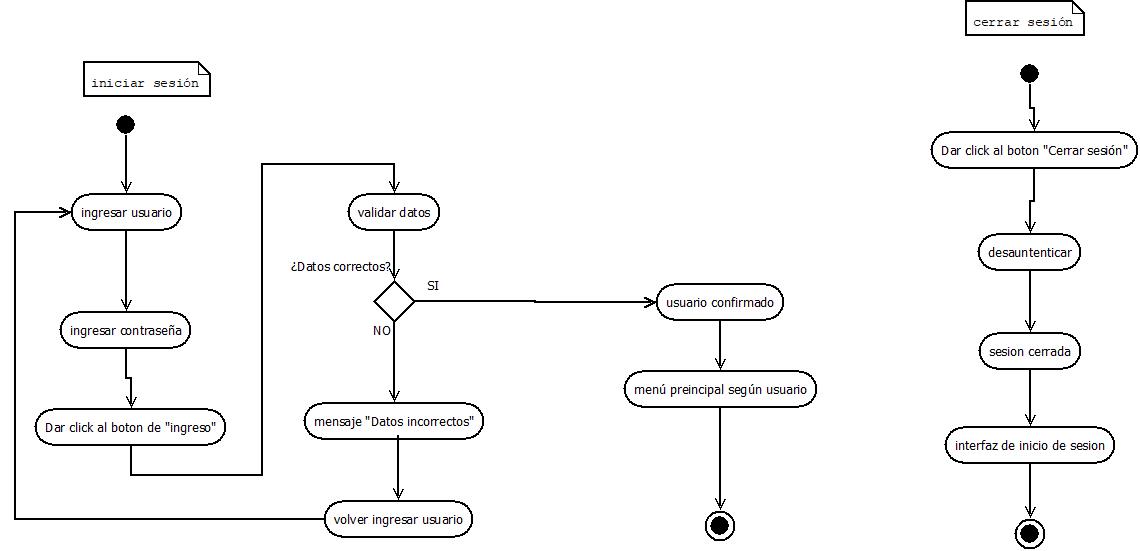 iniciar sesión
ingresar usuario
ingresar contraseña
Dar click al boton de "ingreso"
validar datos
¿Datos correctos?
SI
NO
mensaje "Datos incorrectos"
volver ingresar usuario
usuario confirmado
menú preincipal según usuario
cerrar sesión
Dar click al boton "Cerrar sesión"
desauntenticar
sesion cerrada
interfaz de inicio de sesion